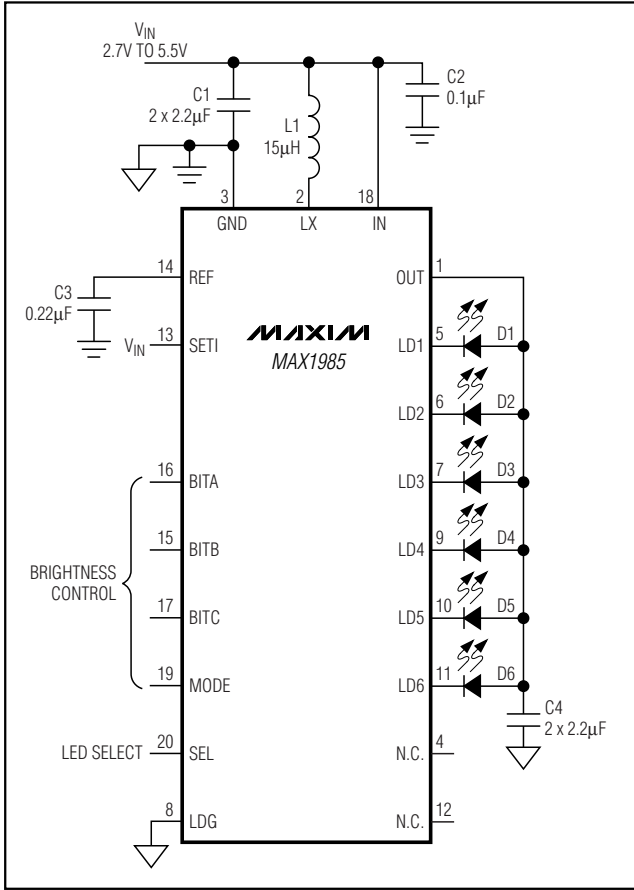 VIN
2.7V TO 5.5V
C1
2 x 2.2μF
L1
15μH
C2
0.1μF
3
2
18
GND
LX
IN
14
REF
C3
0.22μF
VIN
13
SETI
MAXIM
MAX1985
1
OUT
LD1
5
D1
LD2
6
D2
LD3
7
D3
LD4
9
D4
LD5
10
D5
LD6
11
D6
BRIGHTNESS
CONTROL
16
BITA
15
BITB
17
BITC
19
MODE
C4
2 x 2.2μF
LED SELECT
20
SEL
N.C.
4
8
LDG
N.C.
12